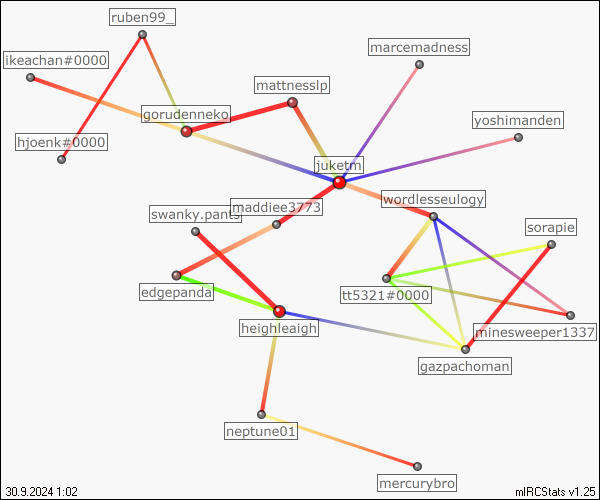 ruben99_
marcemadness
ikeachan#0000
mattnesslp
gorudenneko
yoshimanden
hjoenk#0000
juketm
wordlesseulogy
maddiee3773
swanky.pants
sorapie
edgepanda
tt5321#0000
heighleaigh
minesweeper1337
gazpachoman
neptune01
mercurybro
30.9.2024 1:02
mIRCStats v1.25